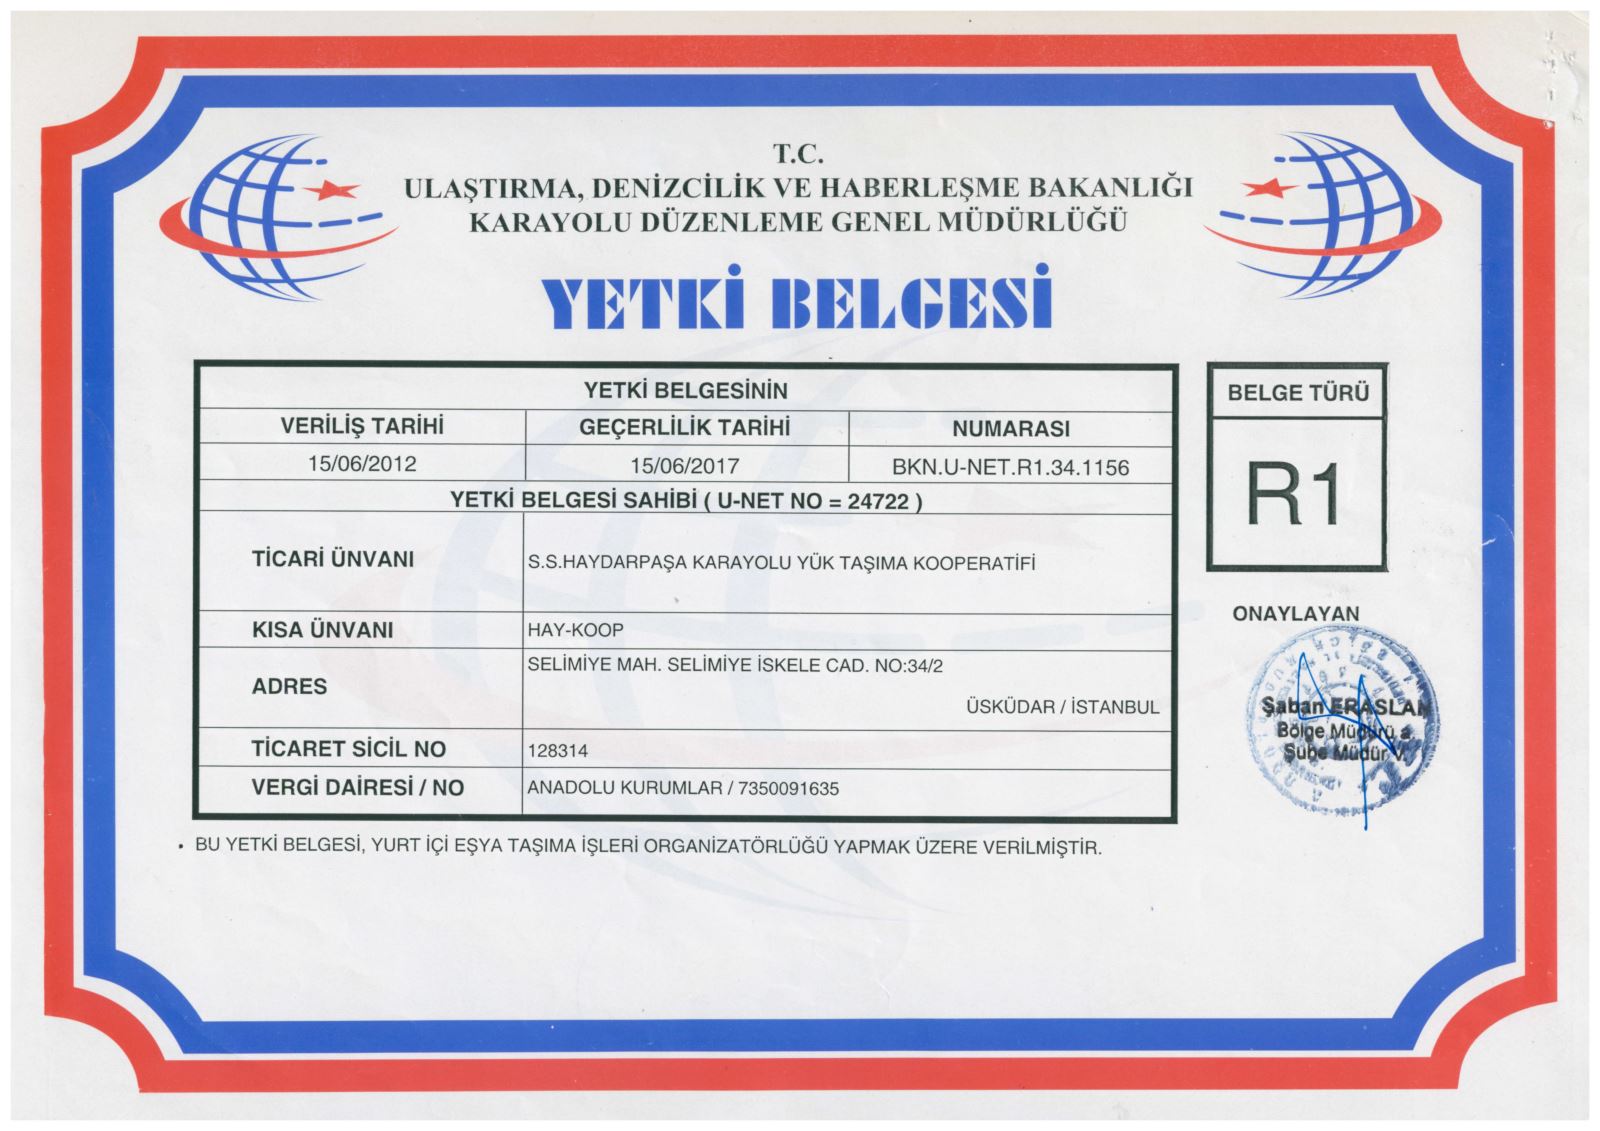 T.C.
ULAŞTIRMA, DENİZCİLİK VE HABERLEŞME BAKANLIĞI
KARAYOLU DÜZENLEME GENEL MÜDÜRLÜĞÜ
YETKİ BELGESİ
YETKİ BELGESİNİN
VERİLİŞ TARİHİ GEÇERLİLİK TARİHİ NUMARASI
15/06/2012 15/06/2017 BKN.U-NET.R1.34.1156
YETKİ BELGESİ SAHİBİ ( U-NET NO = 24722 )
TİCARİ ÜNVANI S.S.HAYDARPAŞA KARAYOLU YÜK TAŞIMA KOOPERATİFİ
KISA ÜNVANI HAY-KOOP
ADRES SELİMİYE MAH. SELİMİYE İSKELE CAD. NO:34/2
ÜSKÜDAR / İSTANBUL
TİCARET SİCİL NO 128314
VERGİ DAİRESİ / NO ANADOLU KURUMLAR / 7350091635
• BU YETKİ BELGESİ, YURT İÇİ EŞYA TAŞIMA İŞLERİ ORGANİZATÖRLÜĞÜ YAPMAK ÜZERE VERİLMİŞTİR.
BELGE TÜRÜ
R1
ONAYLAYAN
Şaban ERASLAN
Bölge Müdürü a.
Şube Müdür V.